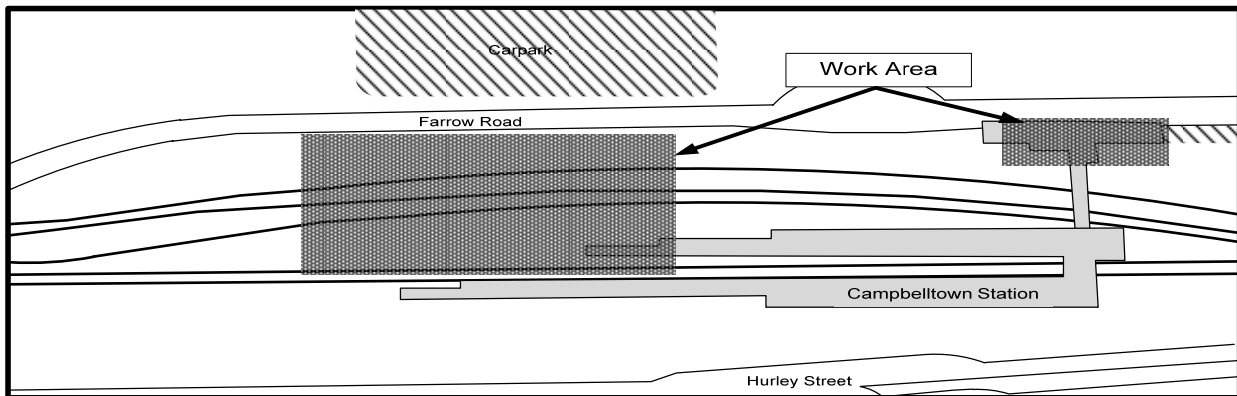 Carpark
Work Area
Farrow Road
Campbelltown Station
Hurley Street